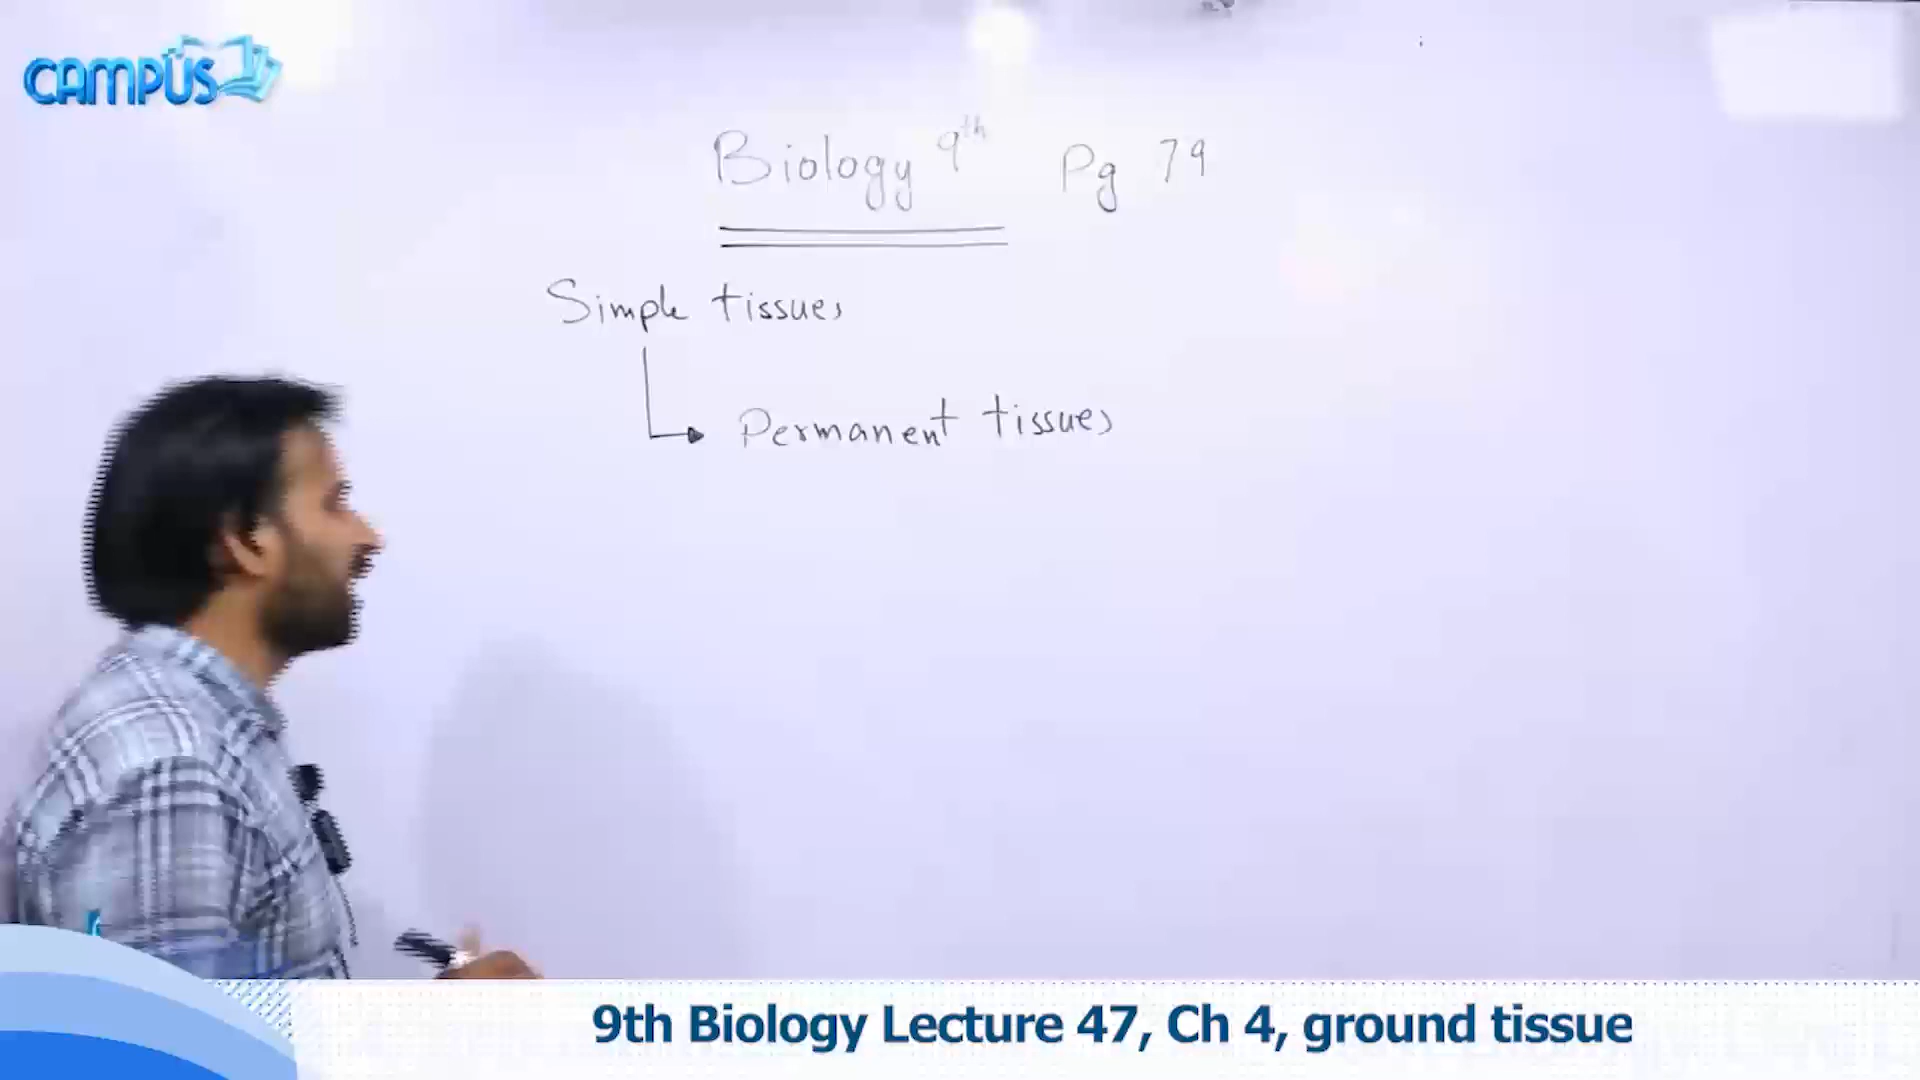 CAMPUS
Biology 9th Pg 79
Simple tissues
Permanent tissues
9th Biology Lecture 47, Ch 4, ground tissue